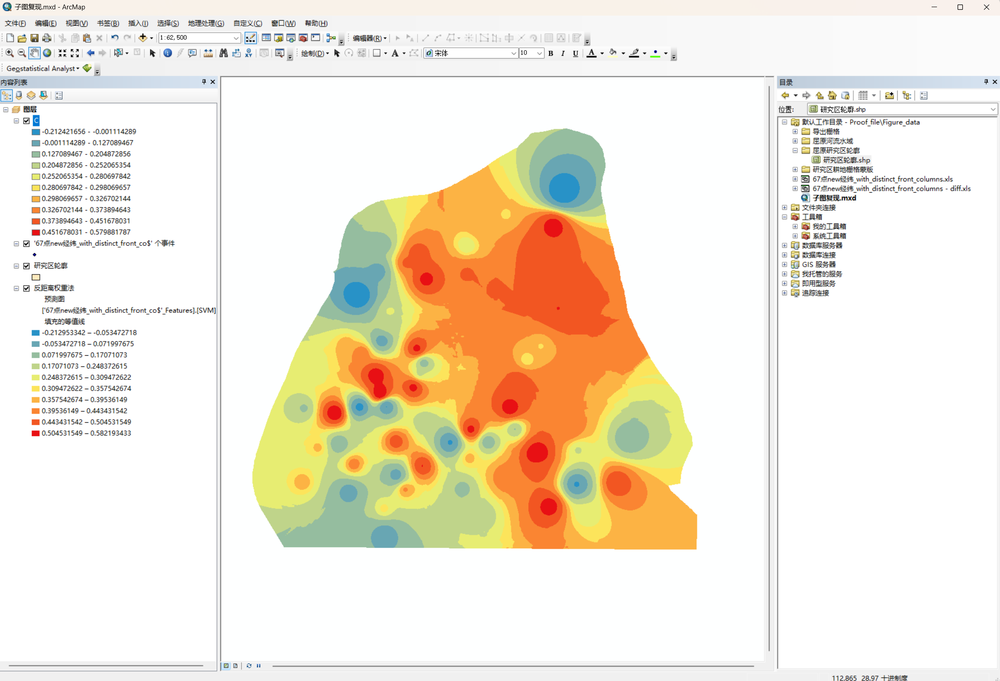 子图复现.mxd - ArcMap
文件(F) 编辑(E) 视图(V) 书签(B) 插入(I) 选择(S) 地理处理(G) 自定义(C) 窗口(W) 帮助(H)
1:62,500 编辑器(R)
绘制(D) A 宋体 10 B I U A
Geostatistical Analyst
内容列表
图层
C
-0.212421656 - -0.001114289
-0.001114289 - 0.127089467
0.127089467 - 0.204872856
0.204872856 - 0.252065354
0.252065354 - 0.280697842
0.280697842 - 0.298069657
0.298069657 - 0.326702144
0.326702144 - 0.373894643
0.373894643 - 0.451678031
0.451678031 - 0.579881787
'67点new经纬_with_distinct_front_co$' 个事件
研究区轮廓
反距离权重法
预测图
['67点new经纬_with_distinct_front_co$'_Features].[SVM]
填充的等值线
-0.212953342 – -0.053472718
-0.053472718 – 0.071997675
0.071997675 – 0.17071073
0.17071073 – 0.248372615
0.248372615 – 0.309472622
0.309472622 – 0.357542674
0.357542674 – 0.39536149
0.39536149 – 0.443431542
0.443431542 – 0.504531549
0.504531549 – 0.582193433
目录
位置: 研究区轮廓.shp
默认工作目录 - Proof_file\Figure_data
导出栅格
屈原河流水域
屈原研究区轮廓
研究区轮廓.shp
研究区耕地栅格蒙版
67点new经纬_with_distinct_front_columns.xls
67点new经纬_with_distinct_front_columns - diff.xls
子图复现.mxd
文件夹连接
工具箱
我的工具箱
系统工具箱
数据库服务器
数据库连接
GIS 服务器
我托管的服务
即用型服务
追踪连接
112.865 28.97 十进制度